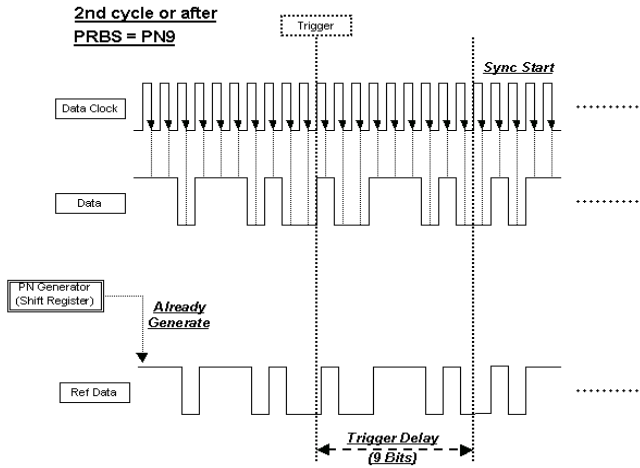 2nd cycle or after
PRBS = PN9
Trigger
Sync Start
Data Clock
Data
PN Generator
(Shift Register)
Already
Generate
Ref Data
Trigger Delay
(9 Bits)